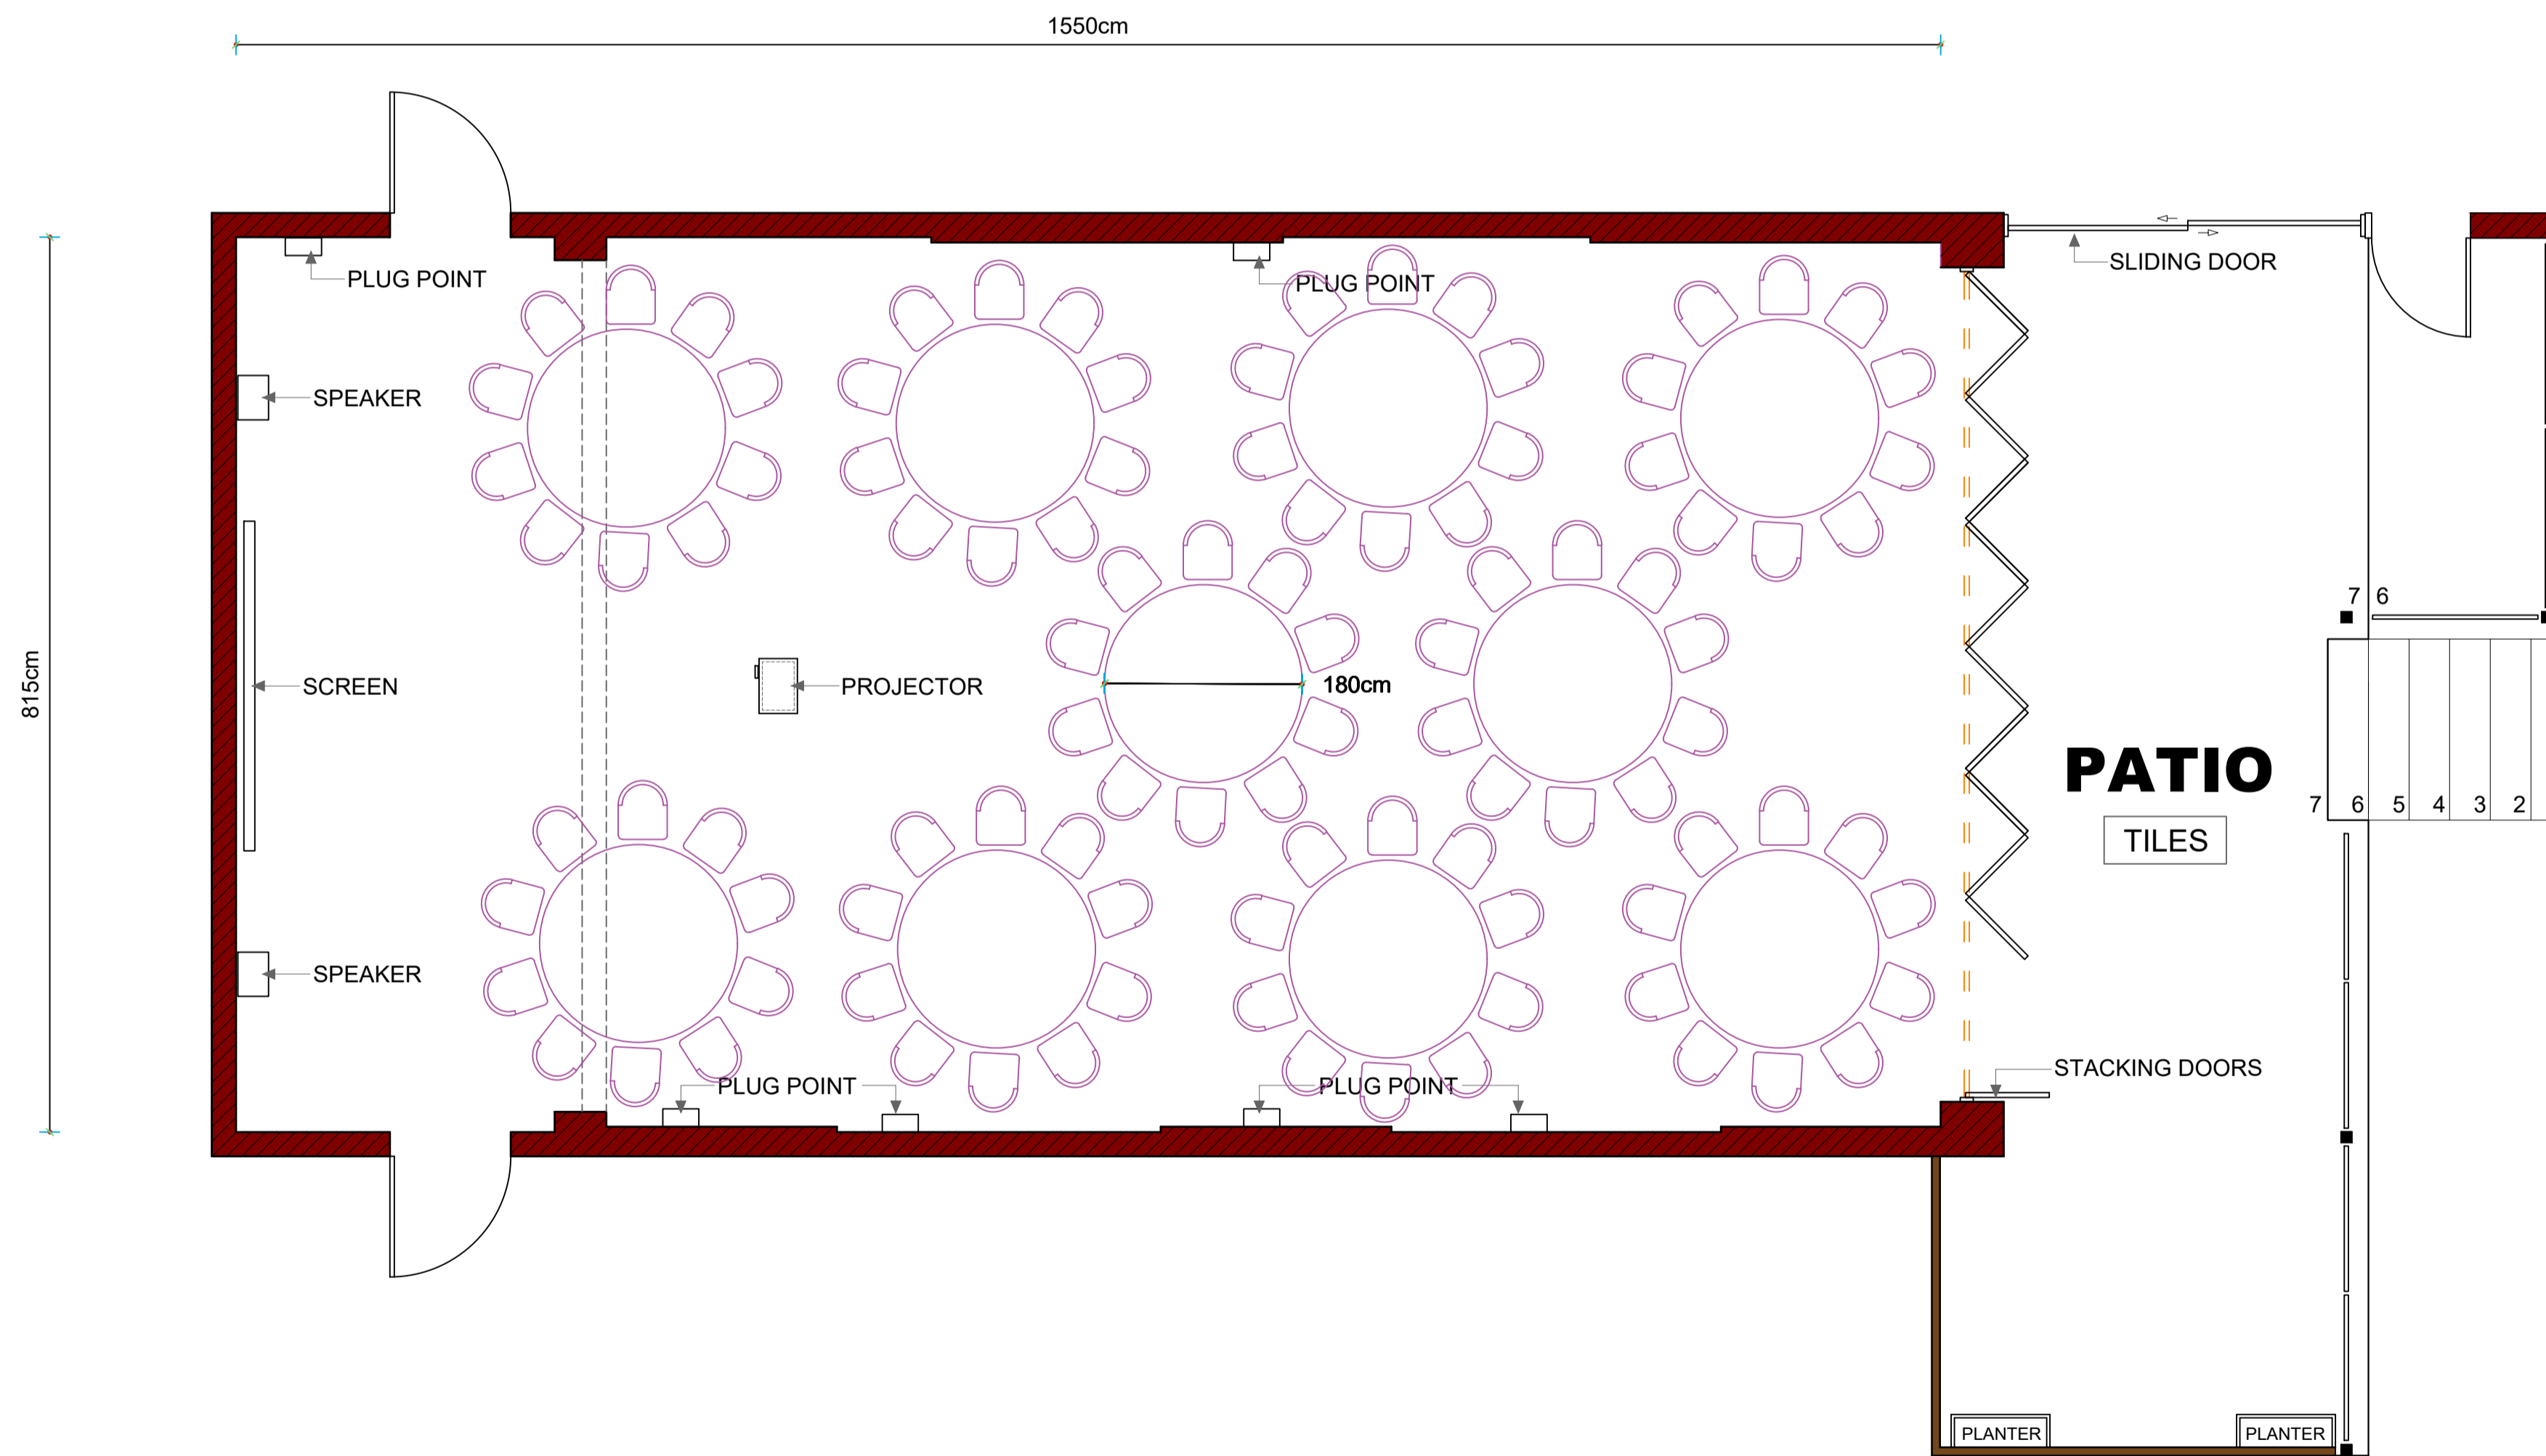 1550cm
PLUG POINT
PLUG POINT
SLIDING DOOR
SPEAKER
7 6
815cm
SCREEN
PROJECTOR
180cm
PATIO
7 6 5 4 3 2
TILES
SPEAKER
STACKING DOORS
PLUG POINT
PLUG POINT
PLANTER
PLANTER